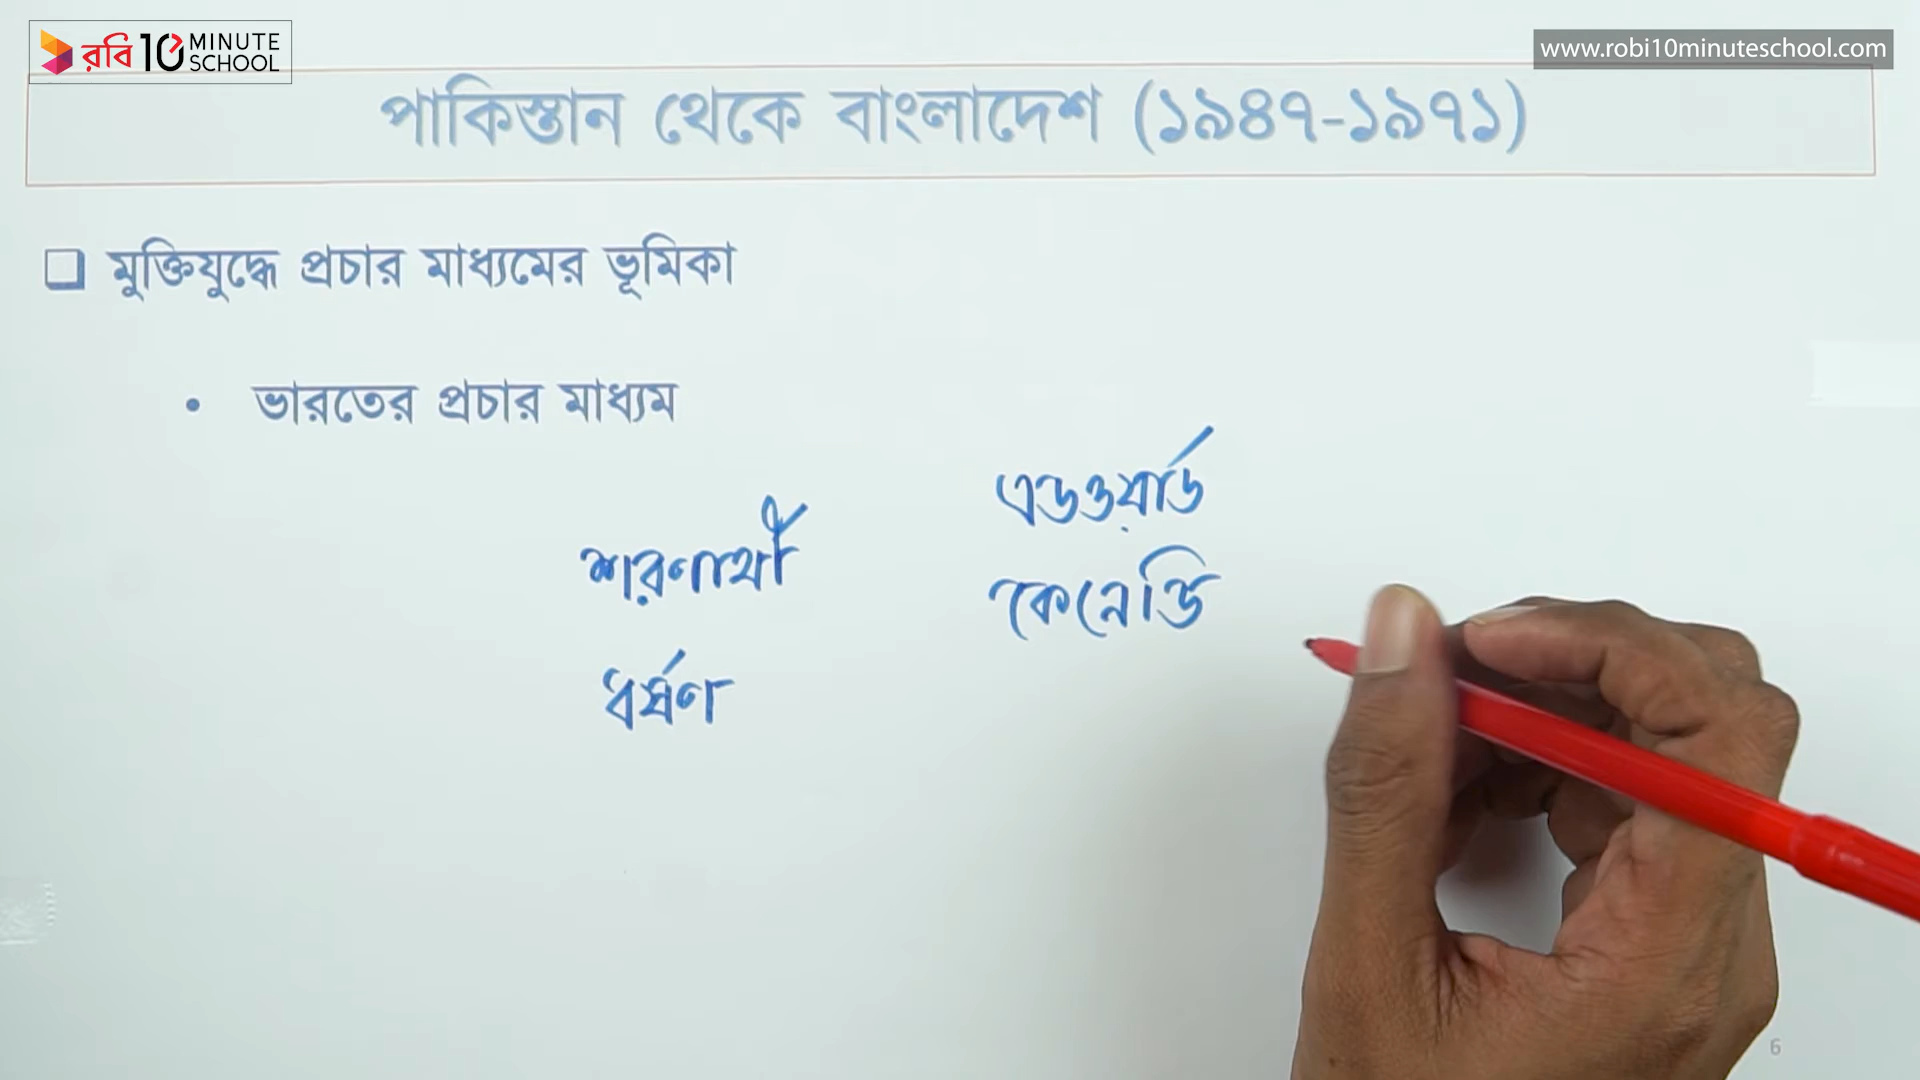 রবি 10 MINUTE SCHOOL
www.robi10minuteschool.com
পাকিস্তান থেকে বাংলাদেশ (১৯৪৭-১৯৭১)
মুক্তিযুদ্ধে প্রচার মাধ্যমের ভূমিকা
• ভারতের প্রচার মাধ্যম
এডওয়ার্ড
শরণার্থী
কেনেডি
ধর্ষণ
6